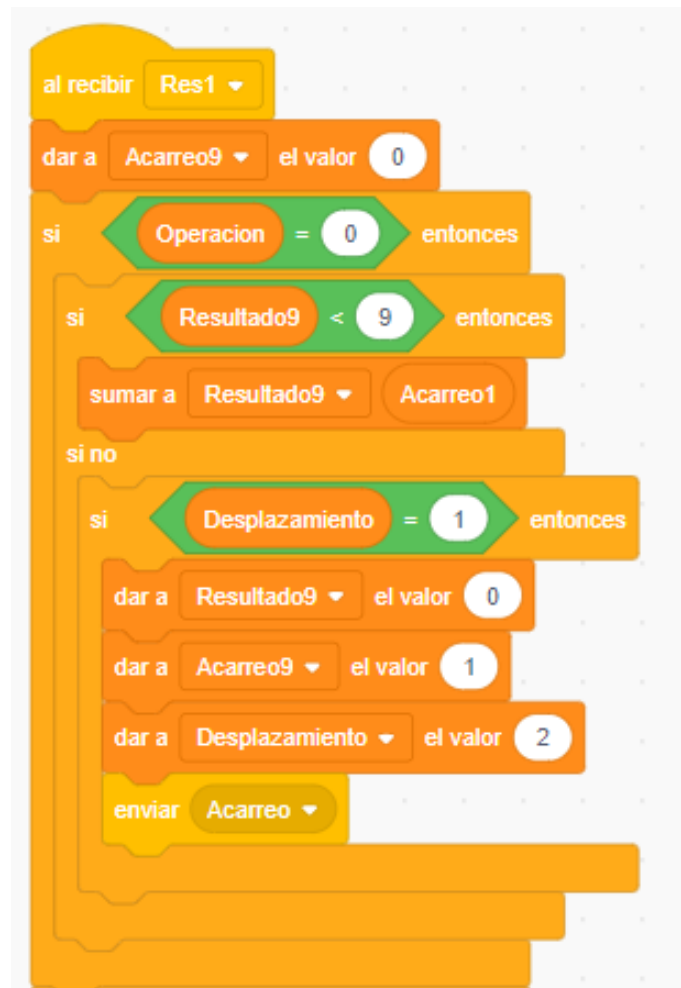 al recibir Res1
dar a Acarreo9 el valor 0
si Operacion = 0 entonces
si Resultado9 < 9 entonces
sumar a Resultado9 Acarreo1
si no
si Desplazamiento = 1 entonces
dar a Resultado9 el valor 0
dar a Acarreo9 el valor 1
dar a Desplazamiento el valor 2
enviar Acarreo